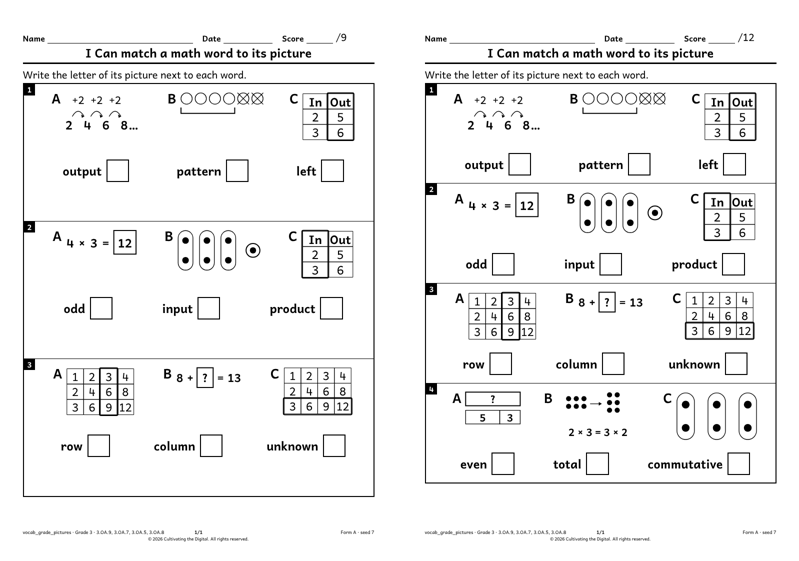 Name Date Score /9
I Can match a math word to its picture
Write the letter of its picture next to each word.
1
A +2 +2 +2
2 4 6 8...
B
C In Out
2 5
3 6
output pattern left
2
A 4 × 3 = 12
B
C In Out
2 5
3 6
odd input product
3
A 1 2 3 4
2 4 6 8
3 6 9 12
B 8 + ? = 13
C 1 2 3 4
2 4 6 8
3 6 9 12
row column unknown
vocab_grade_pictures · Grade 3 · 3.OA.9, 3.OA.7, 3.OA.5, 3.OA.8 1/1 Form A · seed 7
© 2026 Cultivating the Digital. All rights reserved.
Name Date Score /12
I Can match a math word to its picture
Write the letter of its picture next to each word.
1
A +2 +2 +2
2 4 6 8...
B
C In Out
2 5
3 6
output pattern left
2
A 4 × 3 = 12
B
C In Out
2 5
3 6
odd input product
3
A 1 2 3 4
2 4 6 8
3 6 9 12
B 8 + ? = 13
C 1 2 3 4
2 4 6 8
3 6 9 12
row column unknown
4
A ?
5 3
B
2 × 3 = 3 × 2
C
even total commutative
vocab_grade_pictures · Grade 3 · 3.OA.9, 3.OA.7, 3.OA.5, 3.OA.8 1/1 Form A · seed 7
© 2026 Cultivating the Digital. All rights reserved.